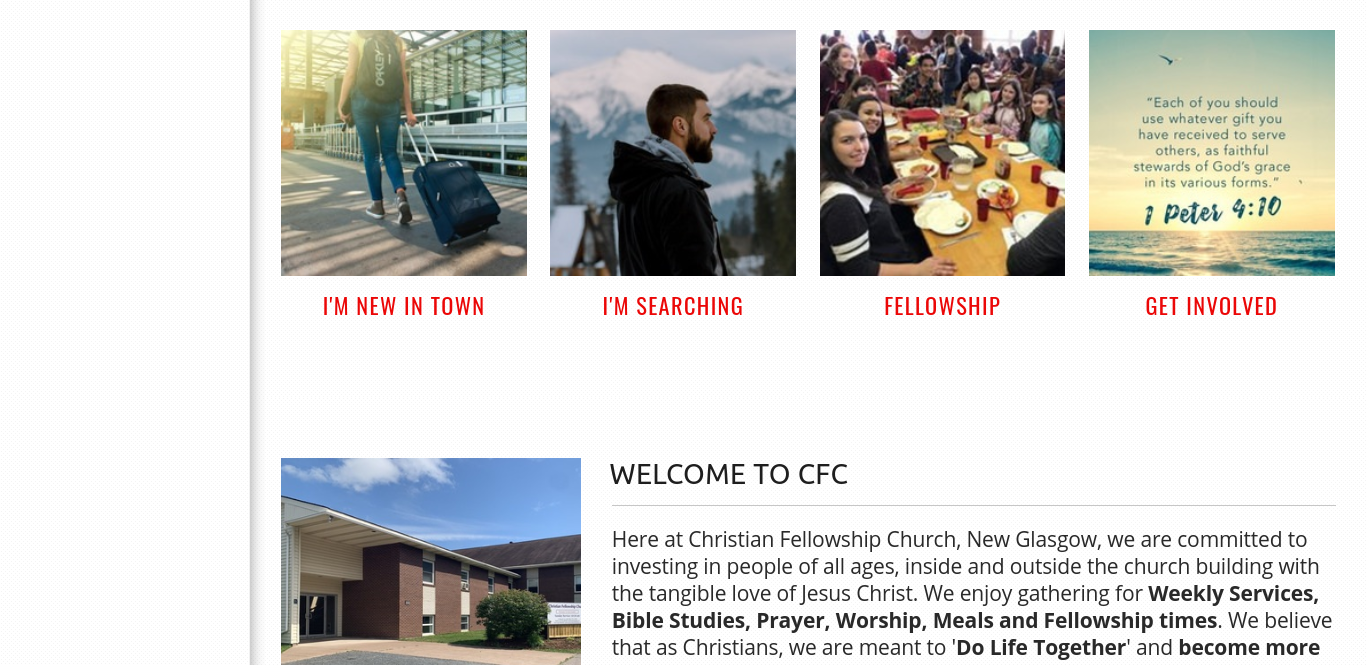 OAKLEY
“Each of you should
use whatever gift you
have received to serve
others, as faithful
stewards of God’s grace
in its various forms.”
1 Peter 4:10
I'M NEW IN TOWN
I'M SEARCHING
FELLOWSHIP
GET INVOLVED
WELCOME TO CFC
Here at Christian Fellowship Church, New Glasgow, we are committed to
investing in people of all ages, inside and outside the church building with
the tangible love of Jesus Christ. We enjoy gathering for Weekly Services,
Bible Studies, Prayer, Worship, Meals and Fellowship times. We believe
that as Christians, we are meant to 'Do Life Together' and become more